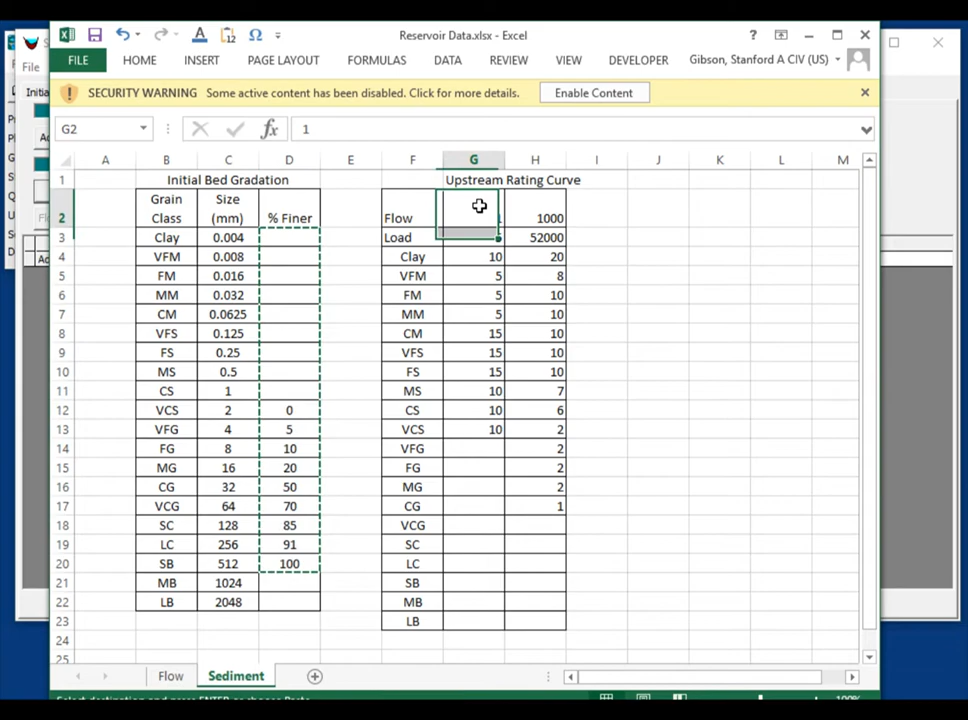 Reservoir Data.xlsx - Excel
File
FILE HOME INSERT PAGE LAYOUT FORMULAS DATA REVIEW VIEW DEVELOPER Gibson, Stanford A CIV (US)
SECURITY WARNING Some active content has been disabled. Click for more details. Enable Content
G2 fx 1
A B C D E F G H I J K L M
1 Initial Bed Gradation Upstream Rating Curve
Grain Size
2 Class (mm) % Finer Flow 1000
3 Clay 0.004 Load 52000
4 VFM 0.008 Clay 10 20
5 FM 0.016 VFM 5 8
6 MM 0.032 FM 5 10
7 CM 0.0625 MM 5 10
8 VFS 0.125 CM 15 10
9 FS 0.25 VFS 15 10
10 MS 0.5 FS 15 10
11 CS 1 MS 10 7
12 VCS 2 0 CS 10 6
13 VFG 4 5 VCS 10 2
14 FG 8 10 VFG 2
15 MG 16 20 FG 2
16 CG 32 50 MG 2
17 VCG 64 70 CG 1
18 SC 128 85 VCG
19 LC 256 91 SC
20 SB 512 100 LC
21 MB 1024 SB
22 LB 2048 MB
23 LB
24
25
Flow Sediment